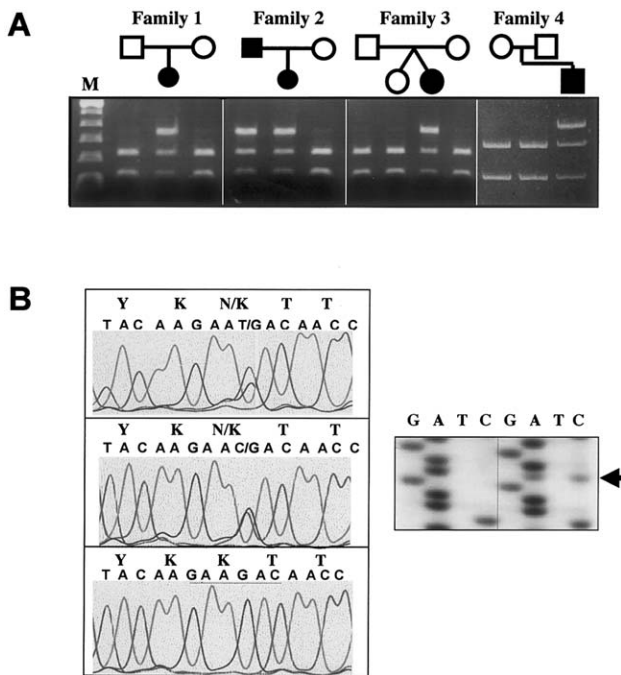 A
Family 1 Family 2 Family 3 Family 4
M
B
Y K N/K T T
T A C A A G A A T/G A C A A C C
Y K N/K T T
T A C A A G A A C/G A C A A C C
Y K K T T
T A C A A G A A G A C A A C C
G A T C G A T C